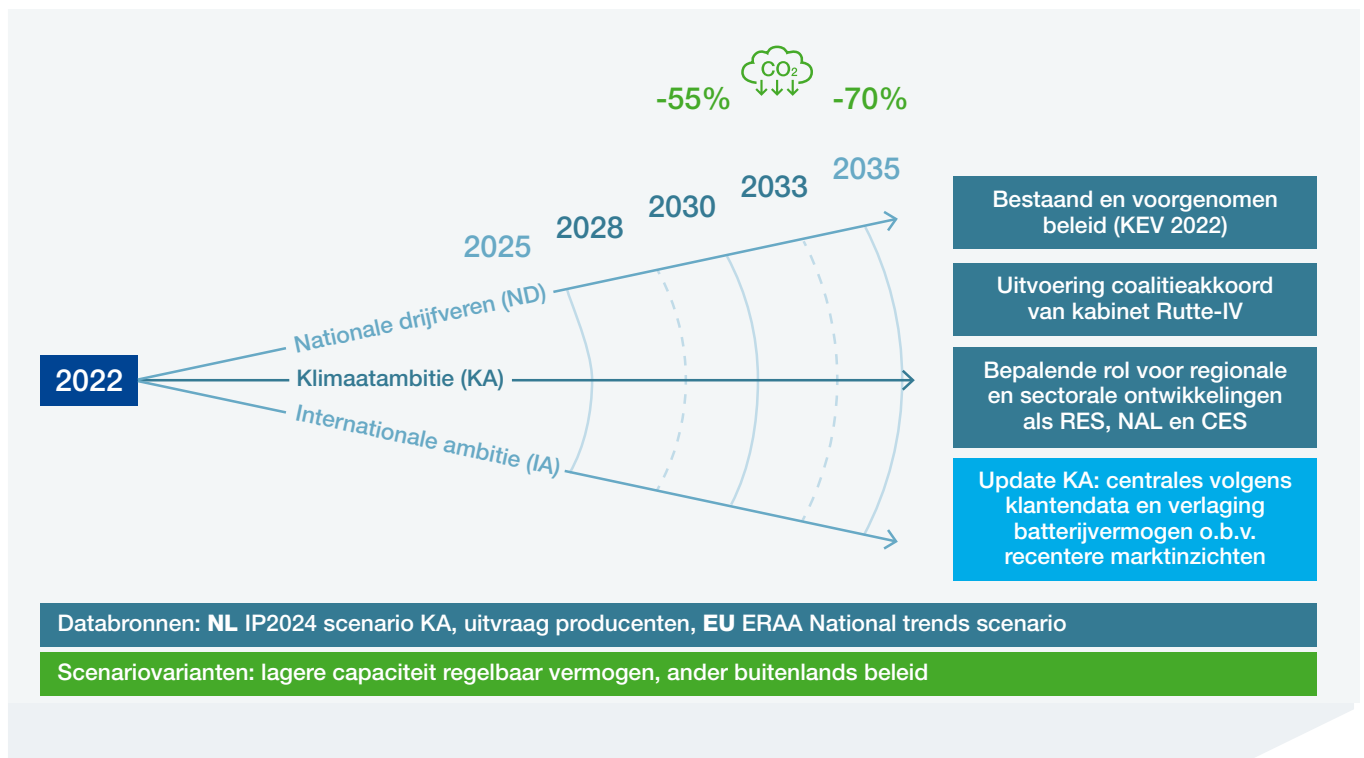 CO₂
-55%
-70%
2025
2028
2030
2033
2035
2022
Nationale drijfveren (ND)
Klimaatambitie (KA)
Internationale ambitie (IA)
Bestaand en voorgenomen
beleid (KEV 2022)
Uitvoering coalitieakkoord
van kabinet Rutte-IV
Bepalende rol voor regionale
en sectorale ontwikkelingen
als RES, NAL en CES
Update KA: centrales volgens
klantendata en verlaging
batterijvermogen o.b.v.
recentere marktinzichten
Databronnen: NL IP2024 scenario KA, uitvraag producenten, EU ERAA National trends scenario
Scenariovarianten: lagere capaciteit regelbaar vermogen, ander buitenlands beleid